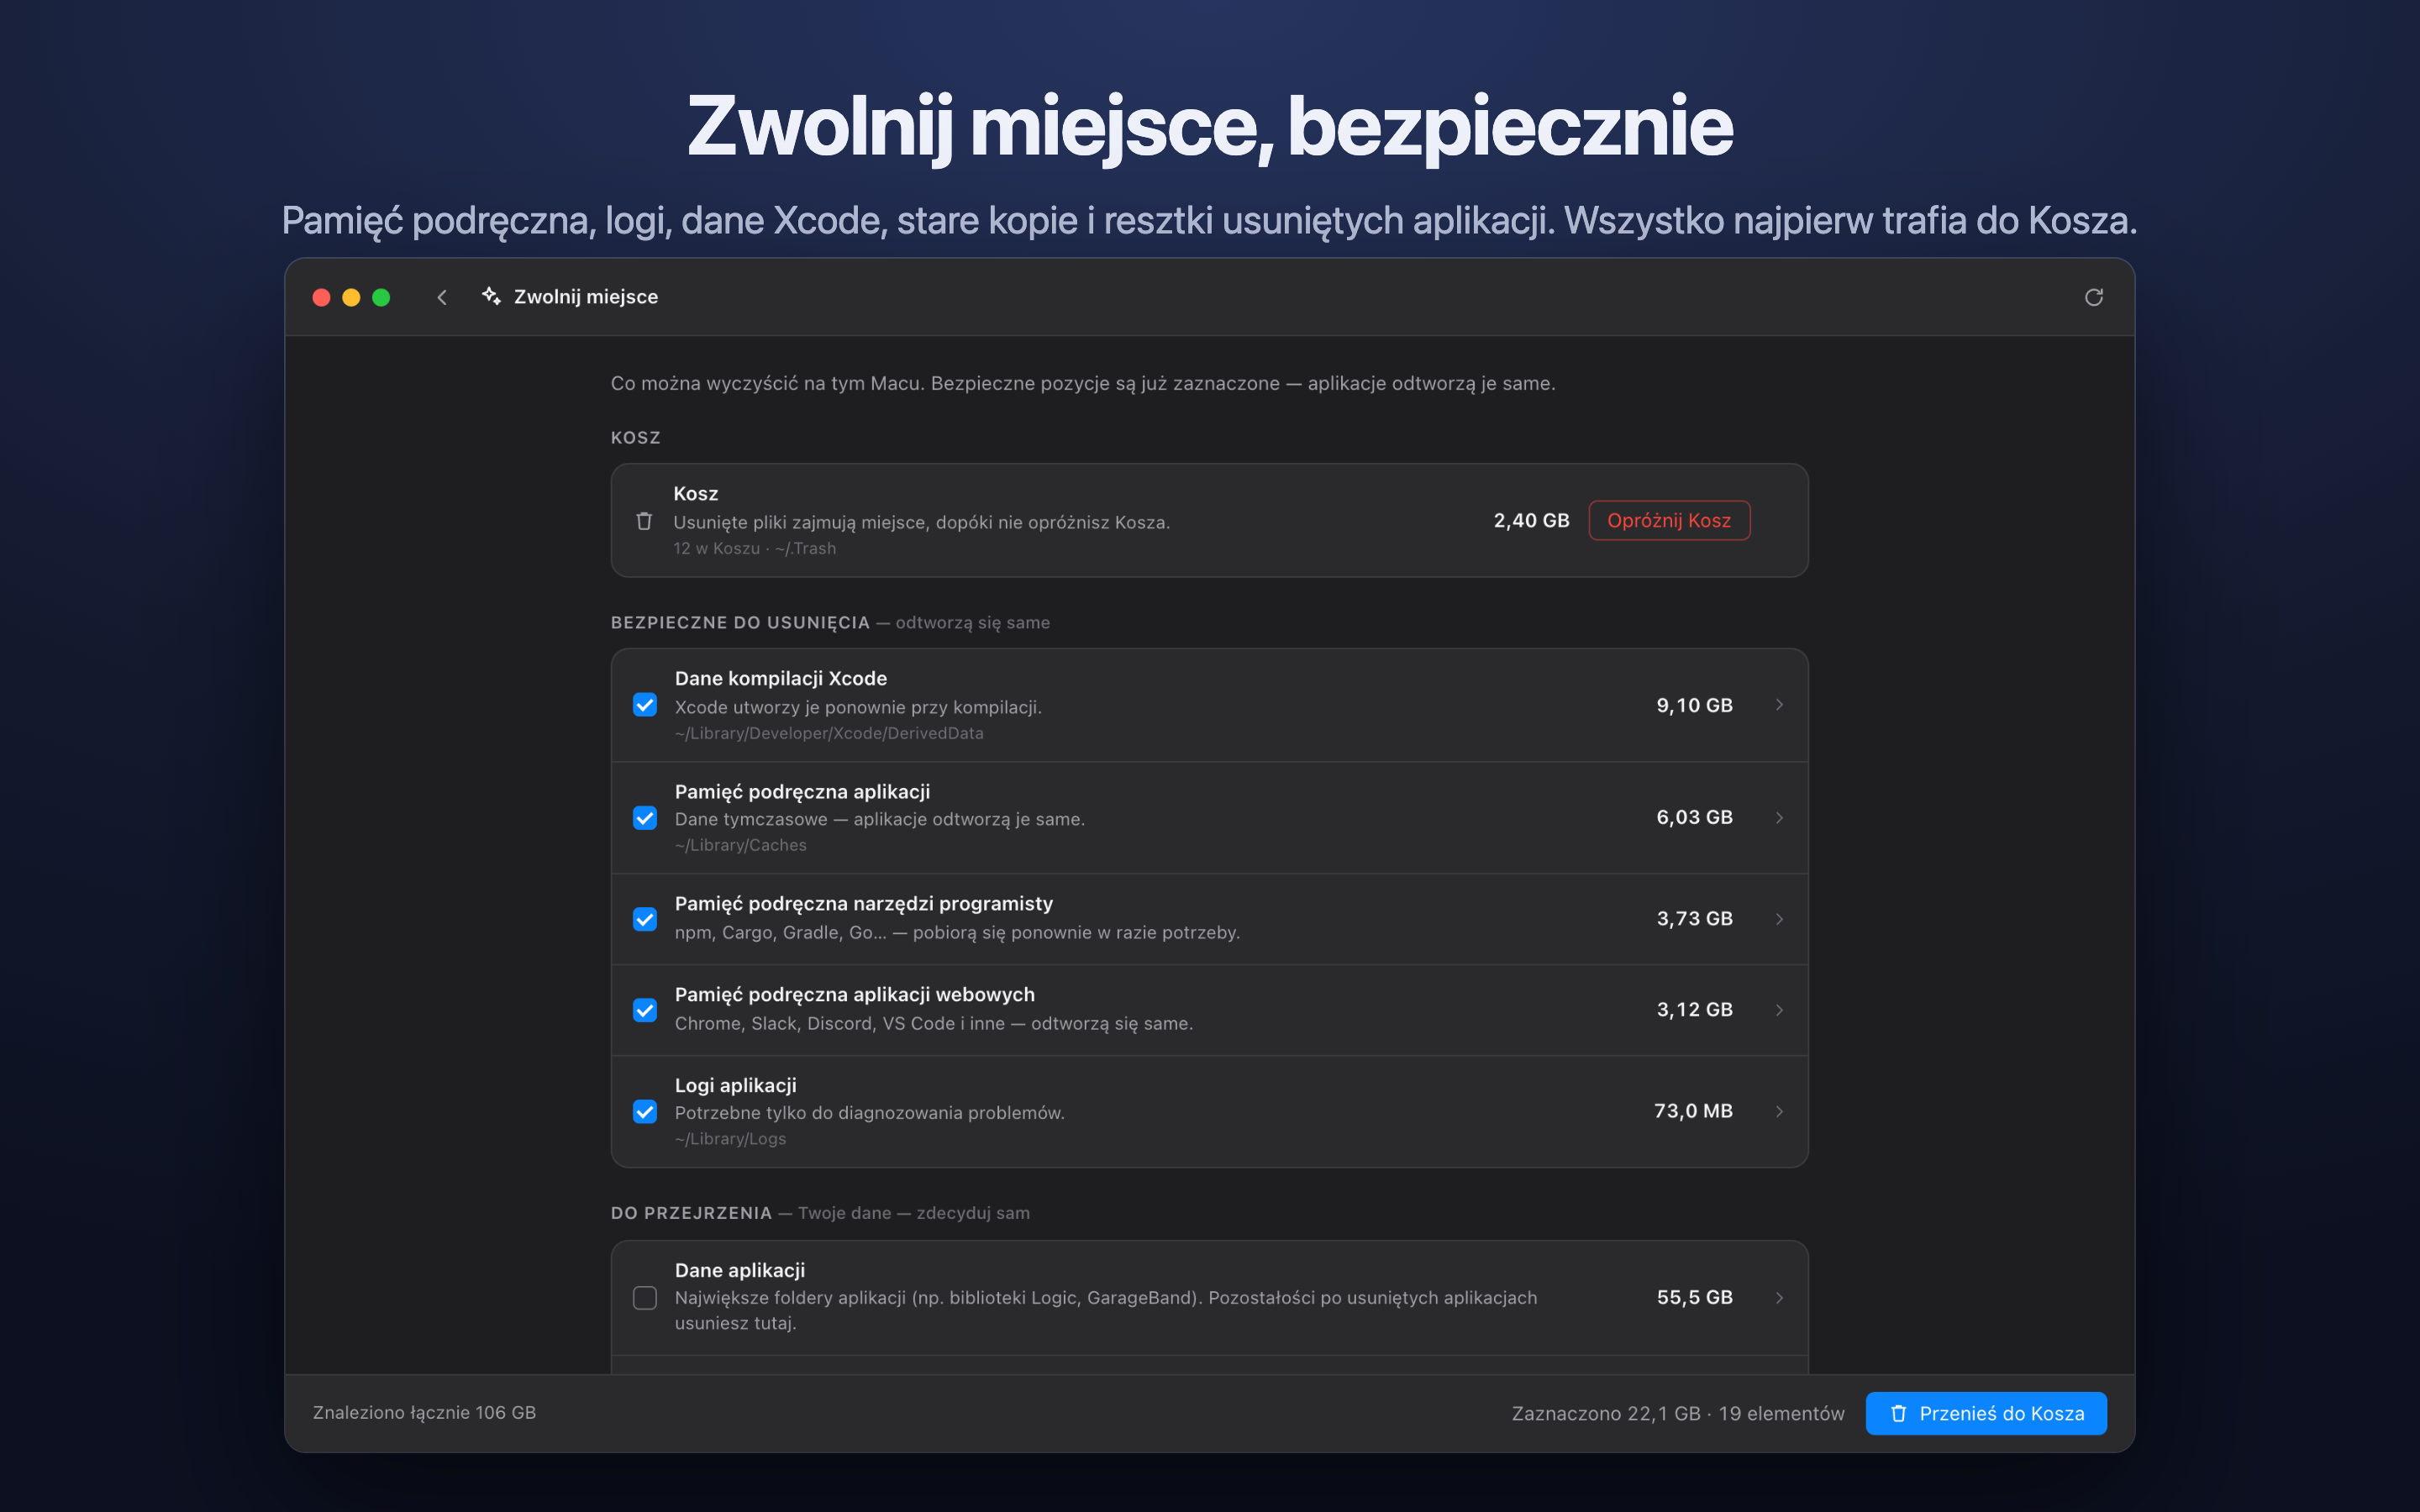 Zwolnij miejsce, bezpiecznie
Pamięć podręczna, logi, dane Xcode, stare kopie i resztki usuniętych aplikacji. Wszystko najpierw trafia do Kosza.
Zwolnij miejsce
Co można wyczyścić na tym Macu. Bezpieczne pozycje są już zaznaczone — aplikacje odtworzą je same.
KOSZ
Kosz
Usunięte pliki zajmują miejsce, dopóki nie opróżnisz Kosza.
12 w Koszu · ~/.Trash
2,40 GB
Opróżnij Kosz
BEZPIECZNE DO USUNIĘCIA — odtworzą się same
Dane kompilacji Xcode
Xcode utworzy je ponownie przy kompilacji.
~/Library/Developer/Xcode/DerivedData
9,10 GB
Pamięć podręczna aplikacji
Dane tymczasowe — aplikacje odtworzą je same.
~/Library/Caches
6,03 GB
Pamięć podręczna narzędzi programisty
npm, Cargo, Gradle, Go... — pobiorą się ponownie w razie potrzeby.
3,73 GB
Pamięć podręczna aplikacji webowych
Chrome, Slack, Discord, VS Code i inne — odtworzą się same.
3,12 GB
Logi aplikacji
Potrzebne tylko do diagnozowania problemów.
~/Library/Logs
73,0 MB
DO PRZEJRZENIA — Twoje dane — zdecyduj sam
Dane aplikacji
Największe foldery aplikacji (np. biblioteki Logic, GarageBand). Pozostałości po usuniętych aplikacjach
usuniesz tutaj.
55,5 GB
Znaleziono łącznie 106 GB
Zaznaczono 22,1 GB · 19 elementów
Przenieś do Kosza